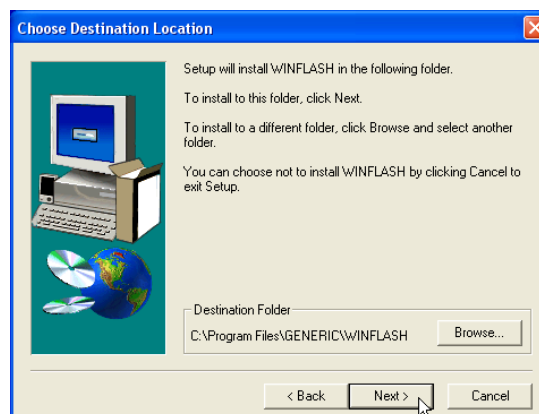 Choose Destination Location
Setup will install WINFLASH in the following folder.
To install to this folder, click Next.
To install to a different folder, click Browse and select another
folder.
You can choose not to install WINFLASH by clicking Cancel to
exit Setup.
Destination Folder
C:\Program Files\GENERIC\WINFLASH
Browse...
< Back
Next >
Cancel